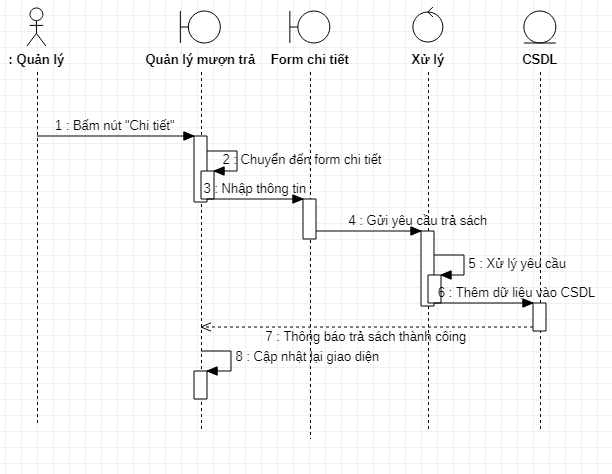 : Quản lý
Quản lý mượn trả
Form chi tiết
Xử lý
CSDL
1 : Bấm nút "Chi tiết"
2 : Chuyển đến form chi tiết
3 : Nhập thông tin
4 : Gửi yêu cầu trả sách
5 : Xử lý yêu cầu
6 : Thêm dữ liệu vào CSDL
7 : Thông báo trả sách thành côing
8 : Cập nhật lại giao diện